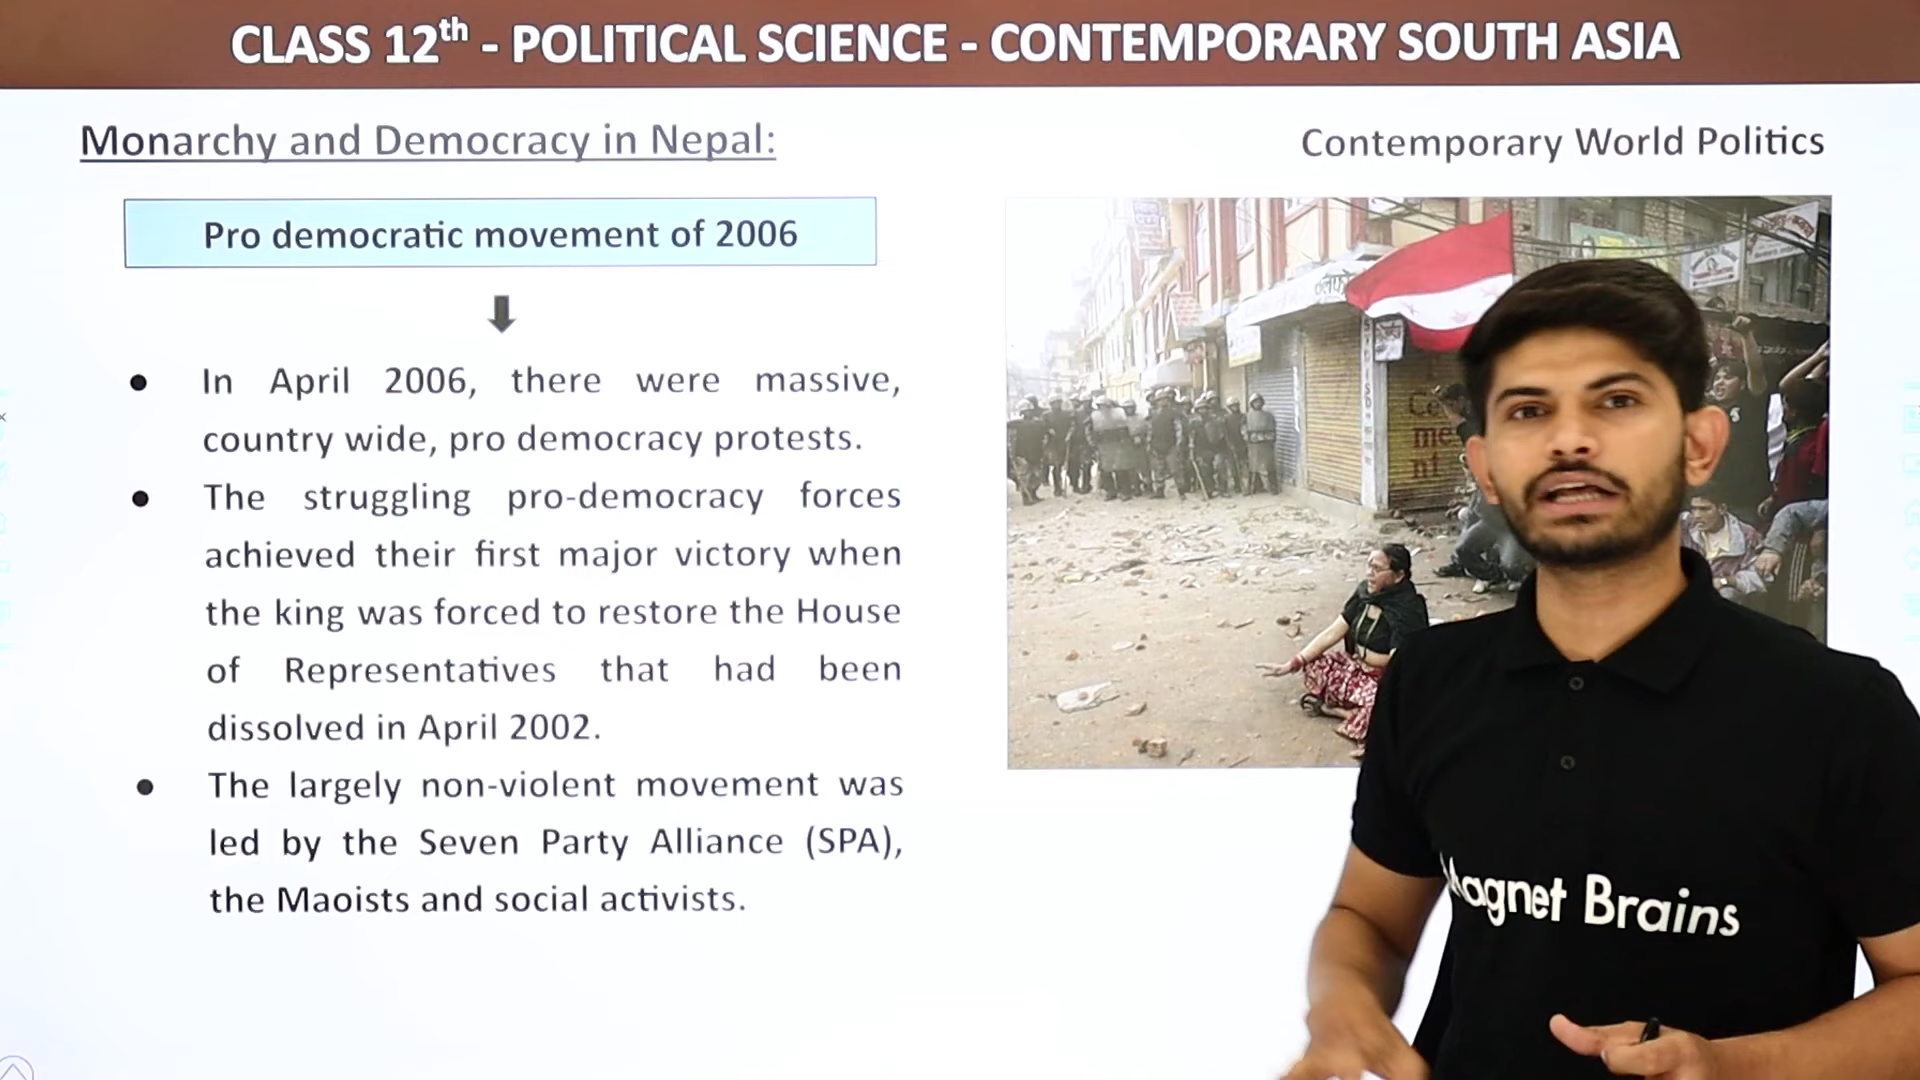 CLASS 12th - POLITICAL SCIENCE - CONTEMPORARY SOUTH ASIA
Monarchy and Democracy in Nepal:
Contemporary World Politics
Pro democratic movement of 2006
In April 2006, there were massive,
country wide, pro democracy protests.
The struggling pro-democracy forces
achieved their first major victory when
the king was forced to restore the House
of Representatives that had been
dissolved in April 2002.
The largely non-violent movement was
led by the Seven Party Alliance (SPA),
the Maoists and social activists.
Brains